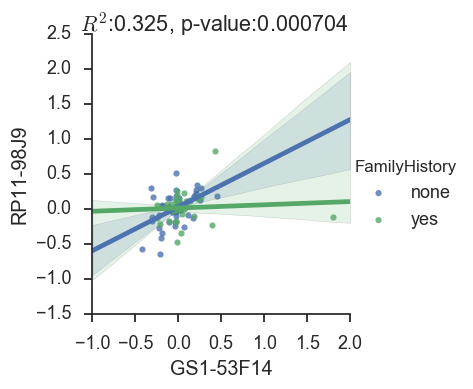 R²:0.325, p-value:0.000704
2.5
2.0
1.5
1.0
0.5
0.0
−0.5
−1.0
−1.5
RP11-98J9
FamilyHistory
none
yes
−1.0 −0.5 0.0 0.5 1.0 1.5 2.0
GS1-53F14